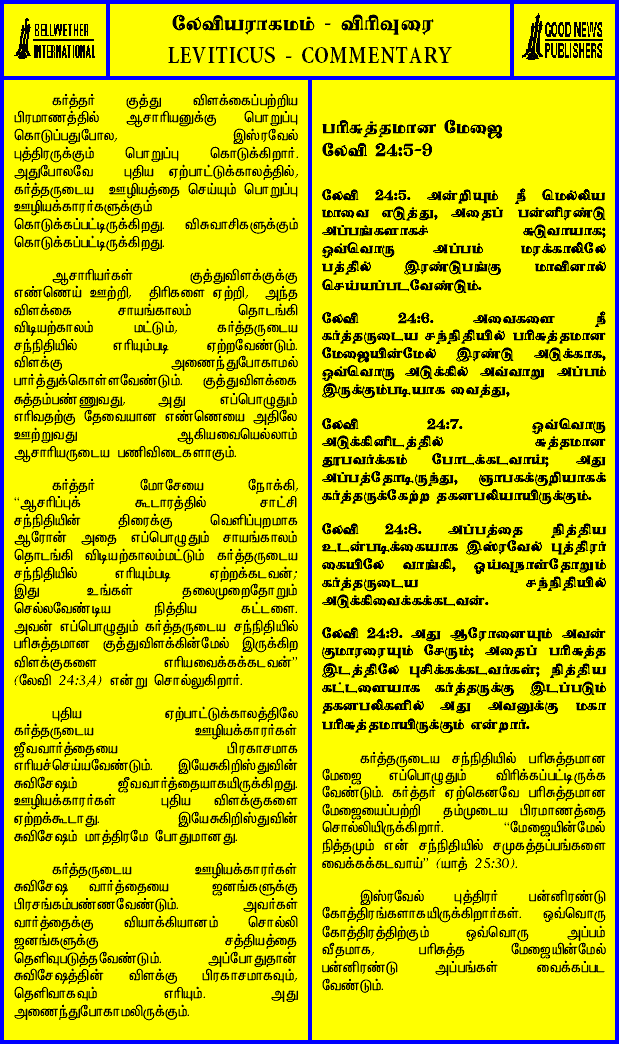 BELLWETHER
INTERNATIONAL
லேவியராகமம் - விரிவுரை
LEVITICUS - COMMENTARY
GOOD NEWS
PUBLISHERS
கர்த்தர் குத்து விளக்கைப்பற்றிய
பிரமாணத்தில் ஆசாரியனுக்கு பொறுப்பு
கொடுப்பதுபோல, இஸ்ரவேல்
புத்திரருக்கும் பொறுப்பு கொடுக்கிறார்.
அதுபோலவே புதிய ஏற்பாட்டுக்காலத்தில்,
கர்த்தருடைய ஊழியத்தை செய்யும் பொறுப்பு
ஊழியக்காரர்களுக்கும்
கொடுக்கப்பட்டிருக்கிறது. விசுவாசிகளுக்கும்
கொடுக்கப்பட்டிருக்கிறது.
ஆசாரியர்கள் குத்துவிளக்குக்கு
எண்ணெய் ஊற்றி, திரிகளை ஏற்றி, அந்த
விளக்கை சாயங்காலம் தொடங்கி
விடியற்காலம் மட்டும், கர்த்தருடைய
சந்நிதியில் எரியும்படி ஏற்றவேண்டும்.
விளக்கு அணைந்துபோகாமல்
பார்த்துக்கொள்ளவேண்டும். குத்துவிளக்கை
சுத்தம்பண்ணுவது, அது எப்பொழுதும்
எரிவதற்கு தேவையான எண்ணெயை அதிலே
ஊற்றுவது ஆகியவையெல்லாம்
ஆசாரியருடைய பணிவிடைகளாகும்.
கர்த்தர் மோசேயை நோக்கி,
“ஆசரிப்புக் கூடாரத்தில் சாட்சி
சந்நிதியின் திரைக்கு வெளிப்புறமாக
ஆரோன் அதை எப்பொழுதும் சாயங்காலம்
தொடங்கி விடியற்காலம்மட்டும் கர்த்தருடைய
சந்நிதியில் எரியும்படி ஏற்றக்கடவன்;
இது உங்கள் தலைமுறைதோறும்
செல்லவேண்டிய நித்திய கட்டளை.
அவன் எப்பொழுதும் கர்த்தருடைய சந்நிதியில்
பரிசுத்தமான குத்துவிளக்கின்மேல் இருக்கிற
விளக்குகளை எரியவைக்கக்கடவன்”
(லேவி 24:3,4) என்று சொல்லுகிறார்.
புதிய ஏற்பாட்டுக்காலத்திலே
கர்த்தருடைய ஊழியக்காரர்கள்
ஜீவவார்த்தையை பிரகாசமாக
எரியச்செய்யவேண்டும். இயேசுகிறிஸ்துவின்
சுவிசேஷம் ஜீவவார்த்தையாகயிருக்கிறது.
ஊழியக்காரர்கள் புதிய விளக்குகளை
ஏற்றக்கூடாது. இயேசுகிறிஸ்துவின்
சுவிசேஷம் மாத்திரமே போதுமானது.
கர்த்தருடைய ஊழியக்காரர்கள்
சுவிசேஷ வார்த்தையை ஜனங்களுக்கு
பிரசங்கம்பண்ணவேண்டும். அவர்கள்
வார்த்தைக்கு வியாக்கியானம் சொல்லி
ஜனங்களுக்கு சத்தியத்தை
தெளிவுபடுத்தவேண்டும். அப்போதுதான்
சுவிசேஷத்தின் விளக்கு பிரகாசமாகவும்,
தெளிவாகவும் எரியும். அது
அணைந்துபோகாமலிருக்கும்.
பரிசுத்தமான மேஜை
லேவி 24:5-9
லேவி 24:5. அன்றியும் நீ மெல்லிய
மாவை எடுத்து, அதைப் பன்னிரண்டு
அப்பங்களாகச் சுடுவாயாக;
ஒவ்வொரு அப்பம் மரக்காலிலே
பத்தில் இரண்டுபங்கு மாவினால்
செய்யப்படவேண்டும்.
லேவி 24:6. அவைகளை நீ
கர்த்தருடைய சந்நிதியில் பரிசுத்தமான
மேஜையின்மேல் இரண்டு அடுக்காக,
ஒவ்வொரு அடுக்கில் அவ்வாறு அப்பம்
இருக்கும்படியாக வைத்து,
லேவி 24:7. ஒவ்வொரு
அடுக்கினிடத்தில் சுத்தமான
தூபவர்க்கம் போடக்கடவாய்; அது
அப்பத்தோடிருந்து, ஞாபகக்குறியாகக்
கர்த்தருக்கேற்ற தகனபலியாயிருக்கும்.
லேவி 24:8. அப்பத்தை நித்திய
உடன்படிக்கையாக இஸ்ரவேல் புத்திரர்
கையிலே வாங்கி, ஓய்வுநாள்தோறும்
கர்த்தருடைய சந்நிதியில்
அடுக்கிவைக்கக்கடவன்.
லேவி 24:9. அது ஆரோனையும் அவன்
குமாரரையும் சேரும்; அதைப் பரிசுத்த
இடத்திலே புசிக்கக்கடவர்கள்; நித்திய
கட்டளையாக கர்த்தருக்கு இடப்படும்
தகனபலிகளில் அது அவனுக்கு மகா
பரிசுத்தமாயிருக்கும் என்றார்.
கர்த்தருடைய சந்நிதியில் பரிசுத்தமான
மேஜை எப்பொழுதும் விரிக்கப்பட்டிருக்க
வேண்டும். கர்த்தர் ஏற்கெனவே பரிசுத்தமான
மேஜையைப்பற்றி தம்முடைய பிரமாணத்தை
சொல்லியிருக்கிறார். “மேஜையின்மேல்
நித்தமும் என் சந்நிதியில் சமுகத்தப்பங்களை
வைக்கக்கடவாய்” (யாத் 25:30).
இஸ்ரவேல் புத்திரர் பன்னிரண்டு
கோத்திரங்களாகயிருக்கிறார்கள். ஒவ்வொரு
கோத்திரத்திற்கும் ஒவ்வொரு அப்பம்
வீதமாக, பரிசுத்த மேஜையின்மேல்
பன்னிரண்டு அப்பங்கள் வைக்கப்பட
வேண்டும்.